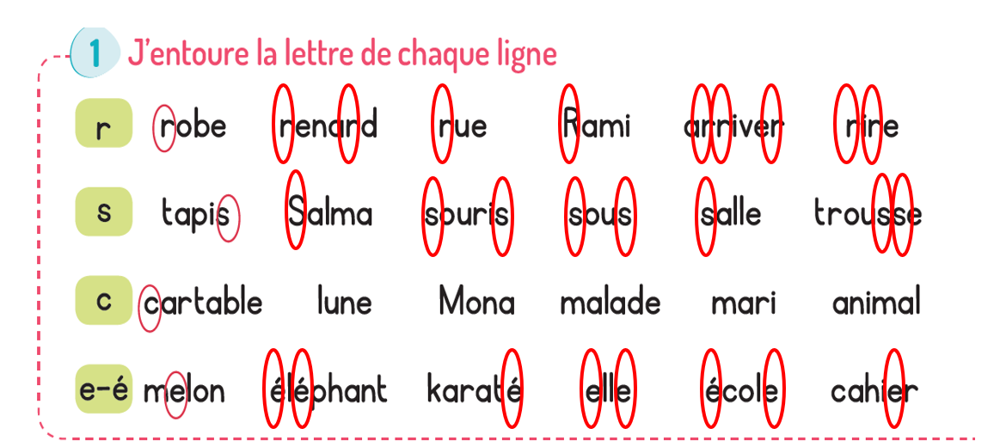 1 J'entoure la lettre de chaque ligne
r robe renard rue Rami arriver rire
s tapis Salma souris sous salle trousse
c cartable lune Mona malade mari animal
e-é melon éléphant karaté elle école cahier